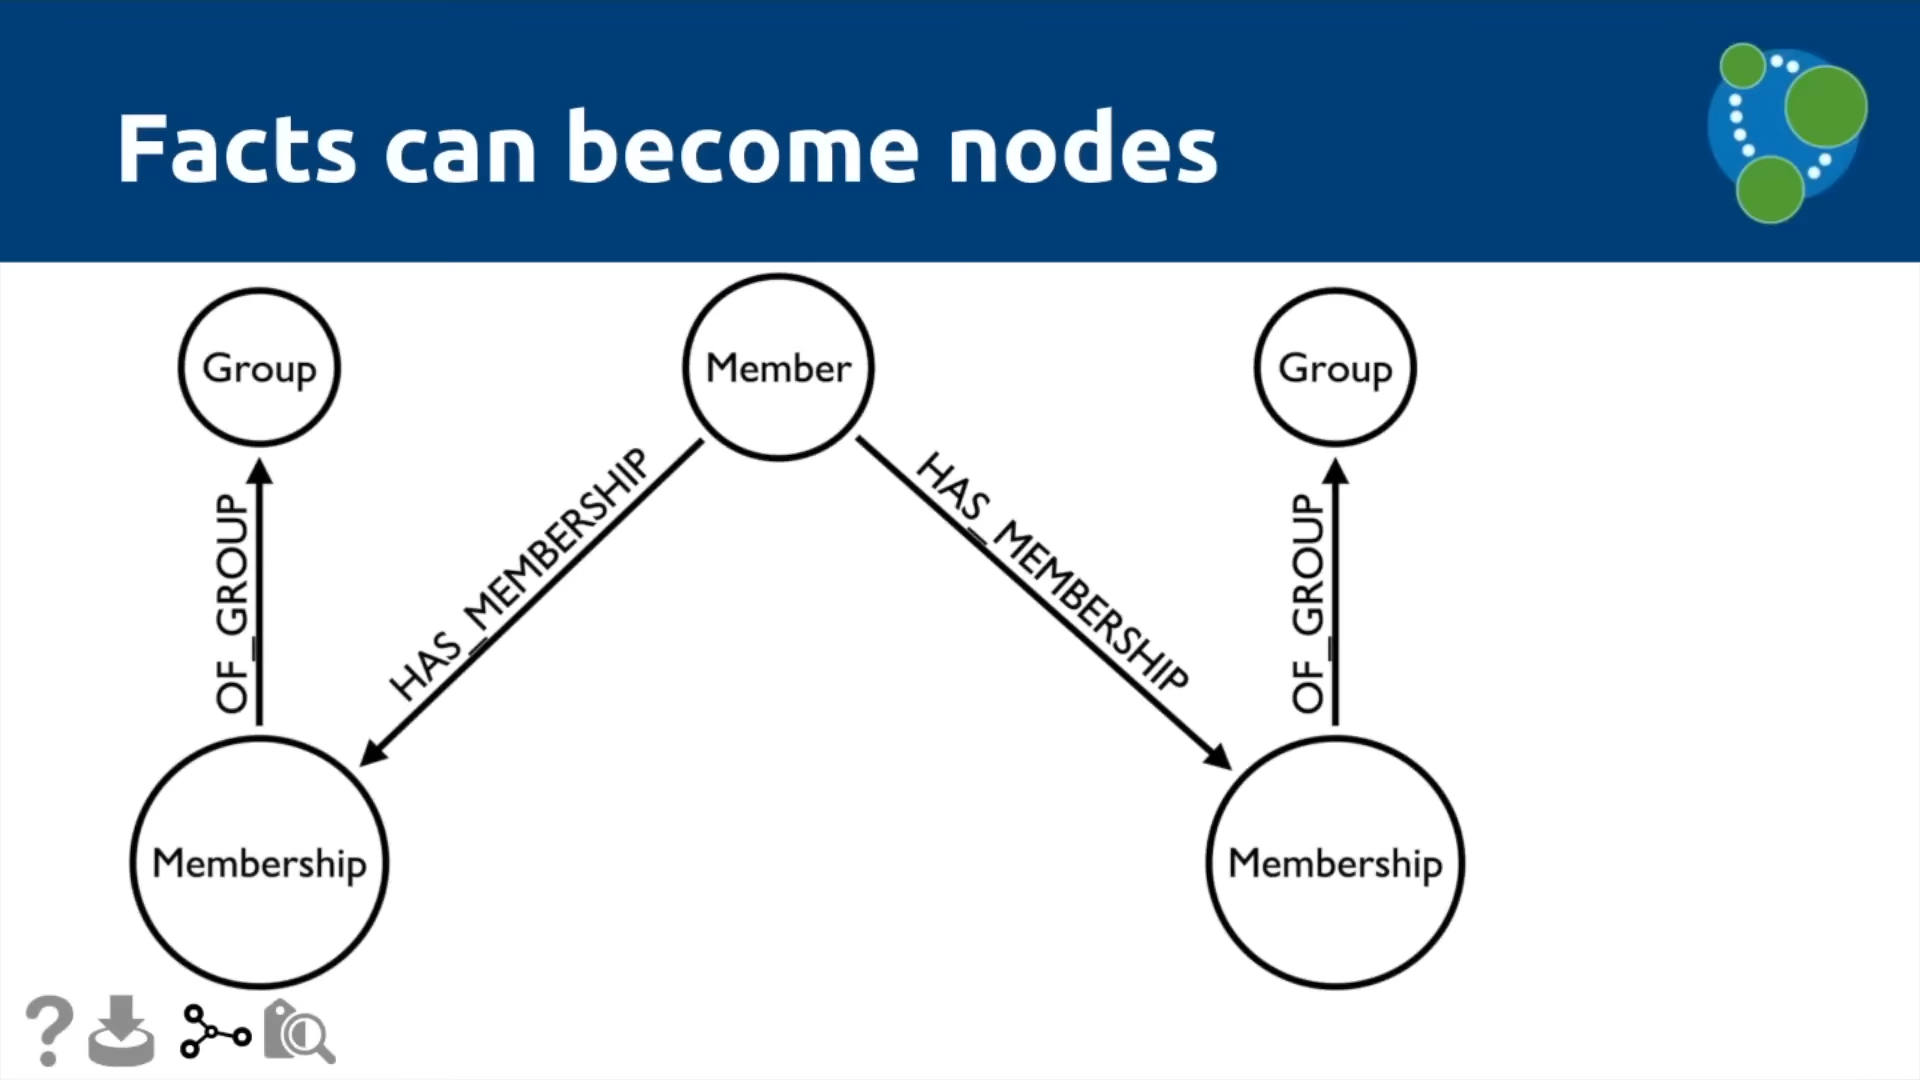 Facts can become nodes
Group
Member
Group
OF_GROUP
HAS_MEMBERSHIP
HAS_MEMBERSHIP
OF_GROUP
Membership
Membership
?